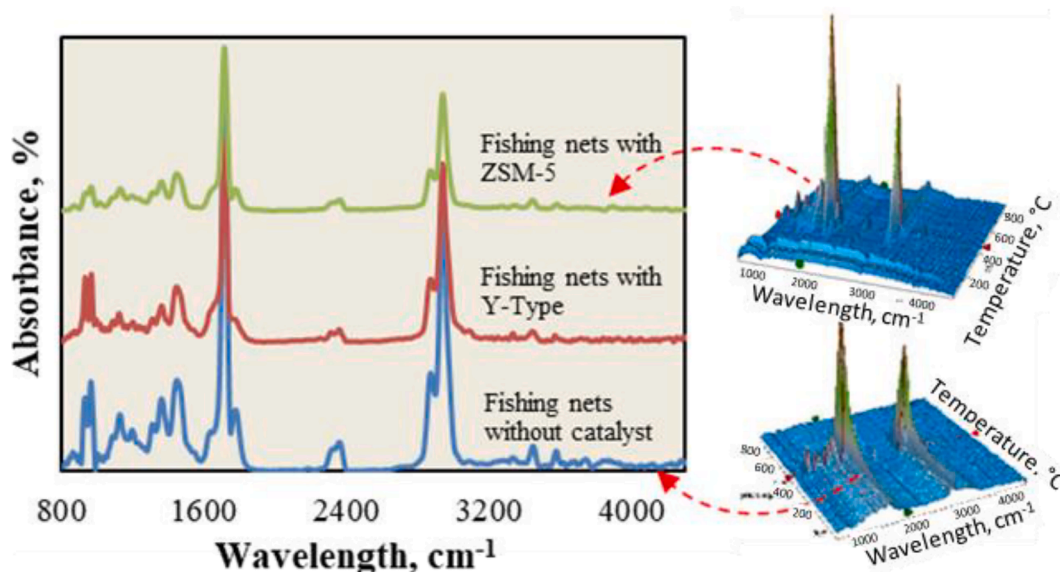 Absorbance, %
Fishing nets with
ZSM-5
Fishing nets with
Y-Type
Fishing nets
without catalyst
800 1600 2400 3200 4000
Wavelength, cm-1
800
600
400
200
1000 2000 3000 4000
Wavelength, cm-1
Temperature, °C
Temperature, °C
800
600
400
200
1000 2000 3000 4000
Wavelength, cm-1